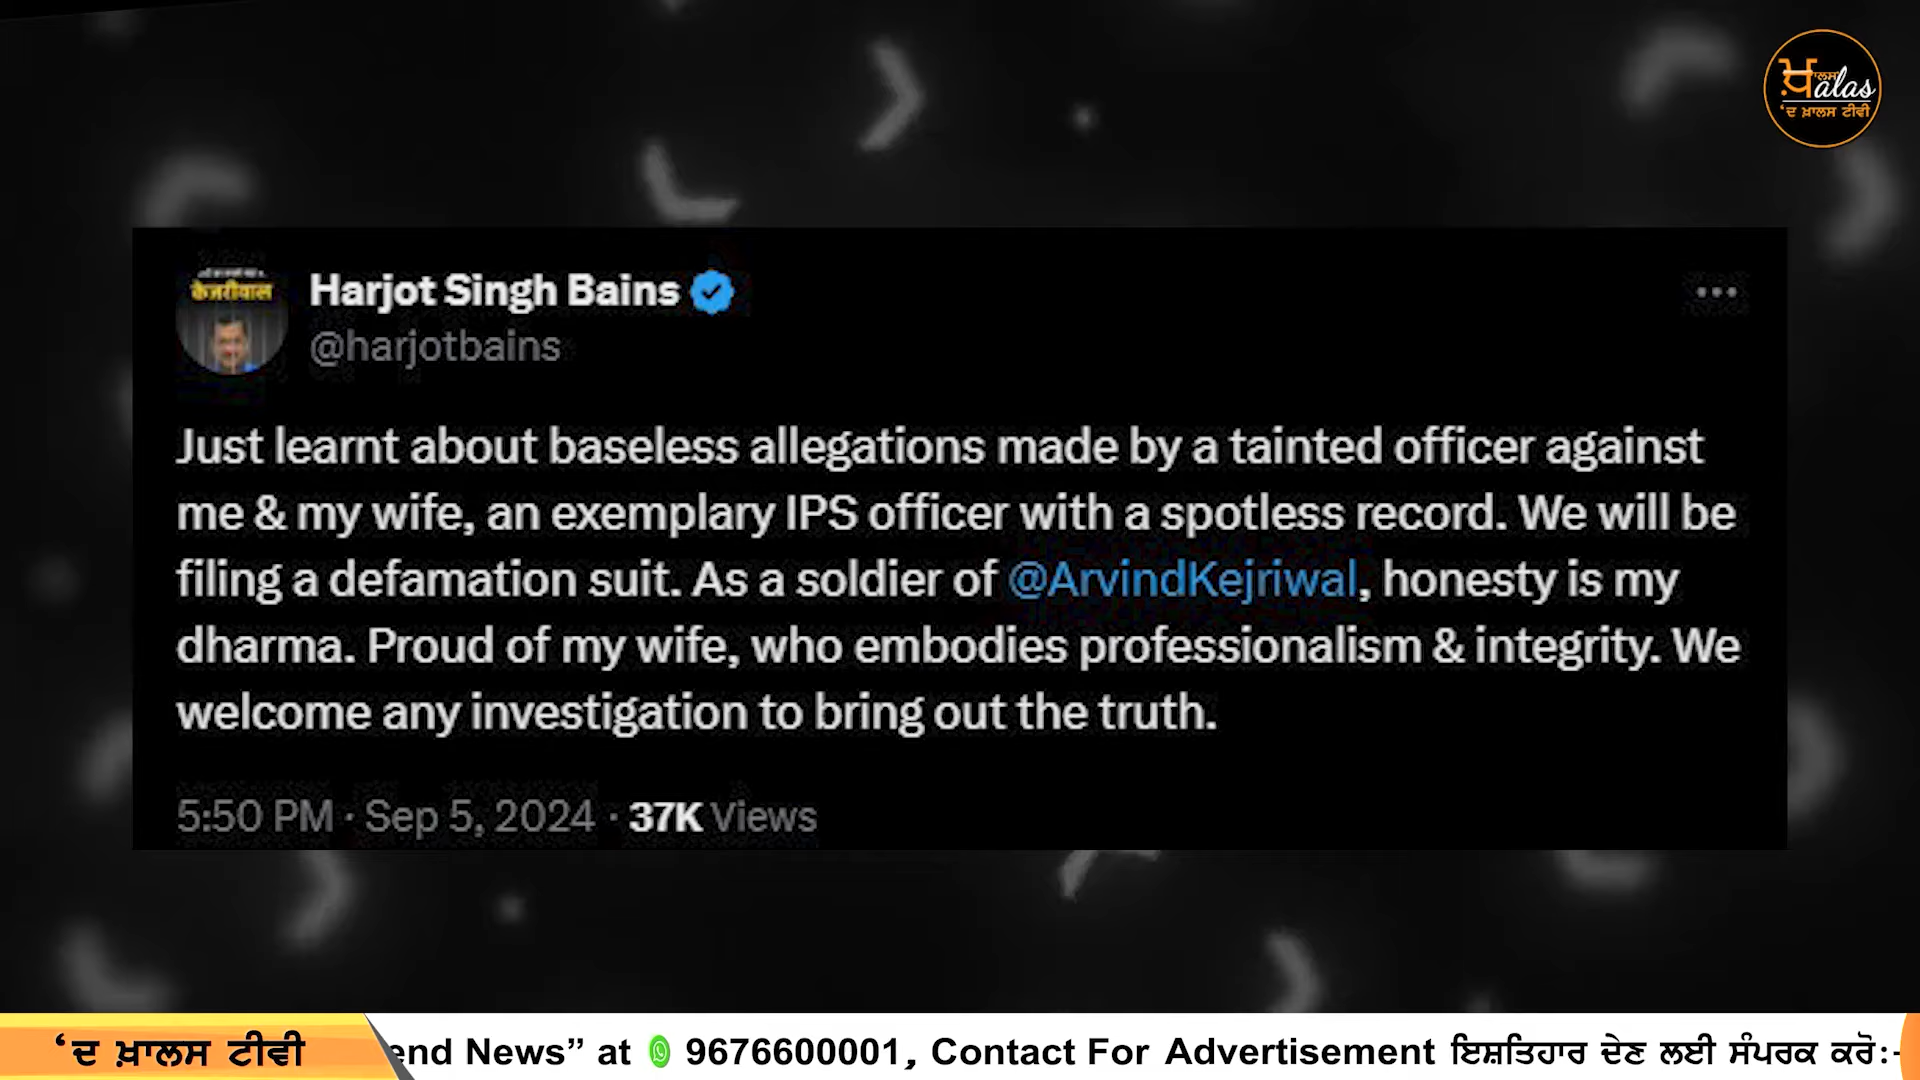 ਖ਼ਾਲਸ
alas
‘ਦ ਖ਼ਾਲਸ ਟੀਵੀ
केजरीवाल
Harjot Singh Bains
@harjotbains
Just learnt about baseless allegations made by a tainted officer against
me & my wife, an exemplary IPS officer with a spotless record. We will be
filing a defamation suit. As a soldier of @ArvindKejriwal, honesty is my
dharma. Proud of my wife, who embodies professionalism & integrity. We
welcome any investigation to bring out the truth.
5:50 PM · Sep 5, 2024 · 37K Views
‘ਦ ਖ਼ਾਲਸ ਟੀਵੀ
end News” at 9676600001, Contact For Advertisement ਇਸ਼ਤਿਹਾਰ ਦੇਣ ਲਈ ਸੰਪਰਕ ਕਰੋ:-